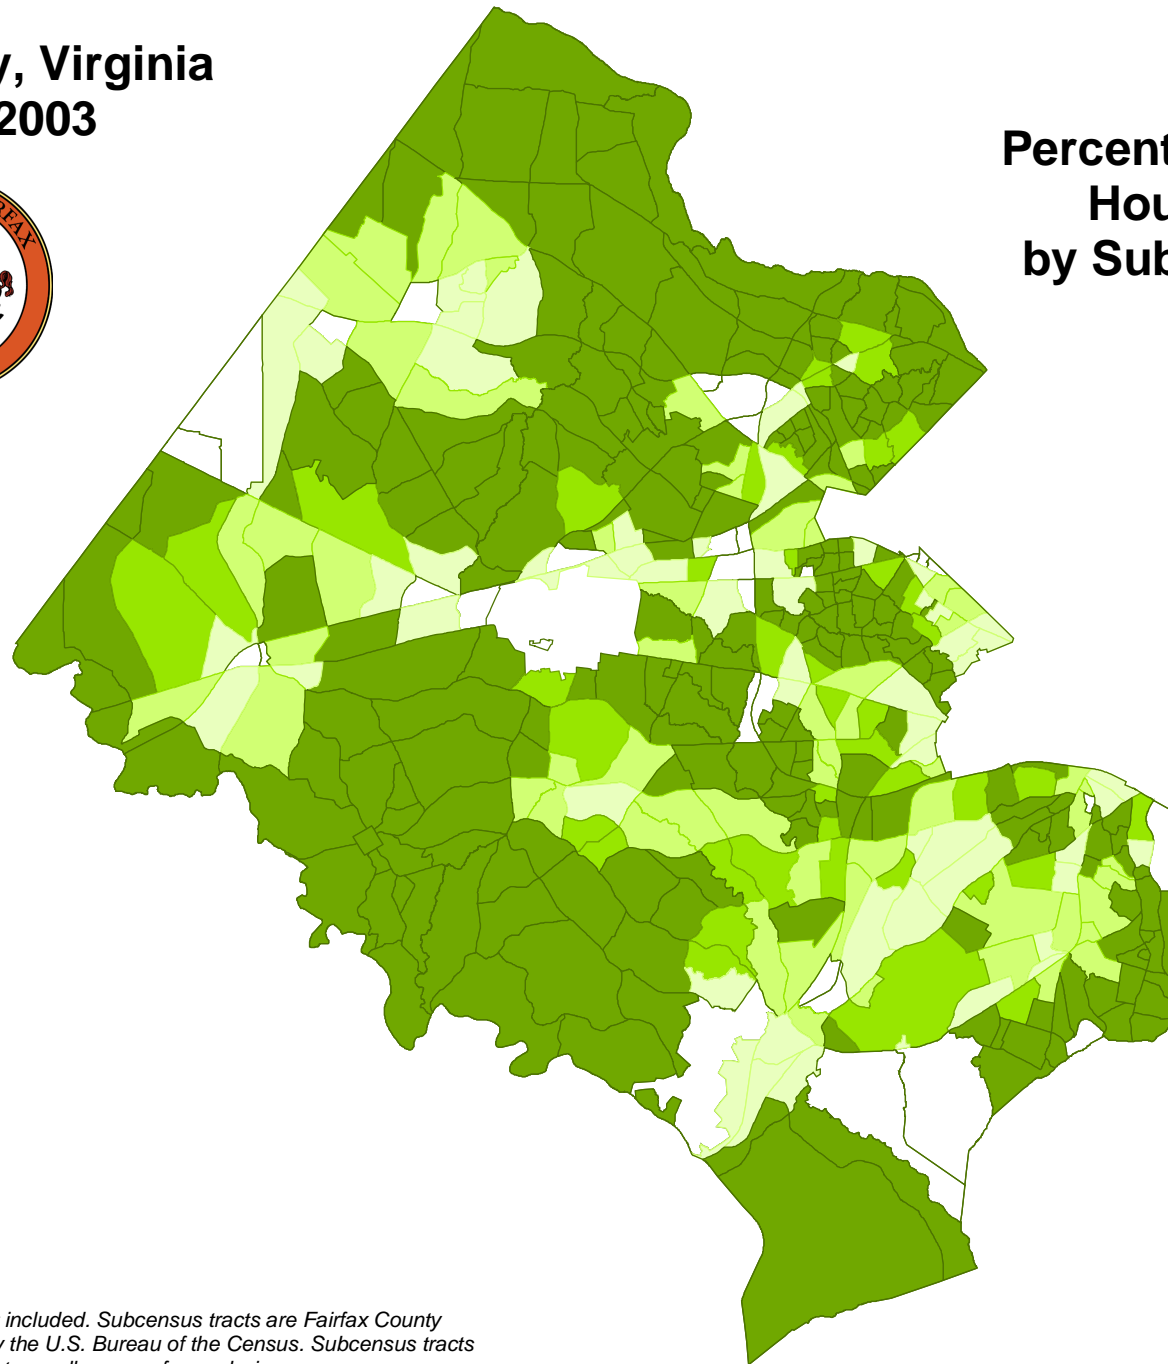 y, Virginia
2003
RFAX
Percent
Hou
by Sub
included. Subcensus tracts are Fairfax County
y the U.S. Bureau of the Census. Subcensus tracts